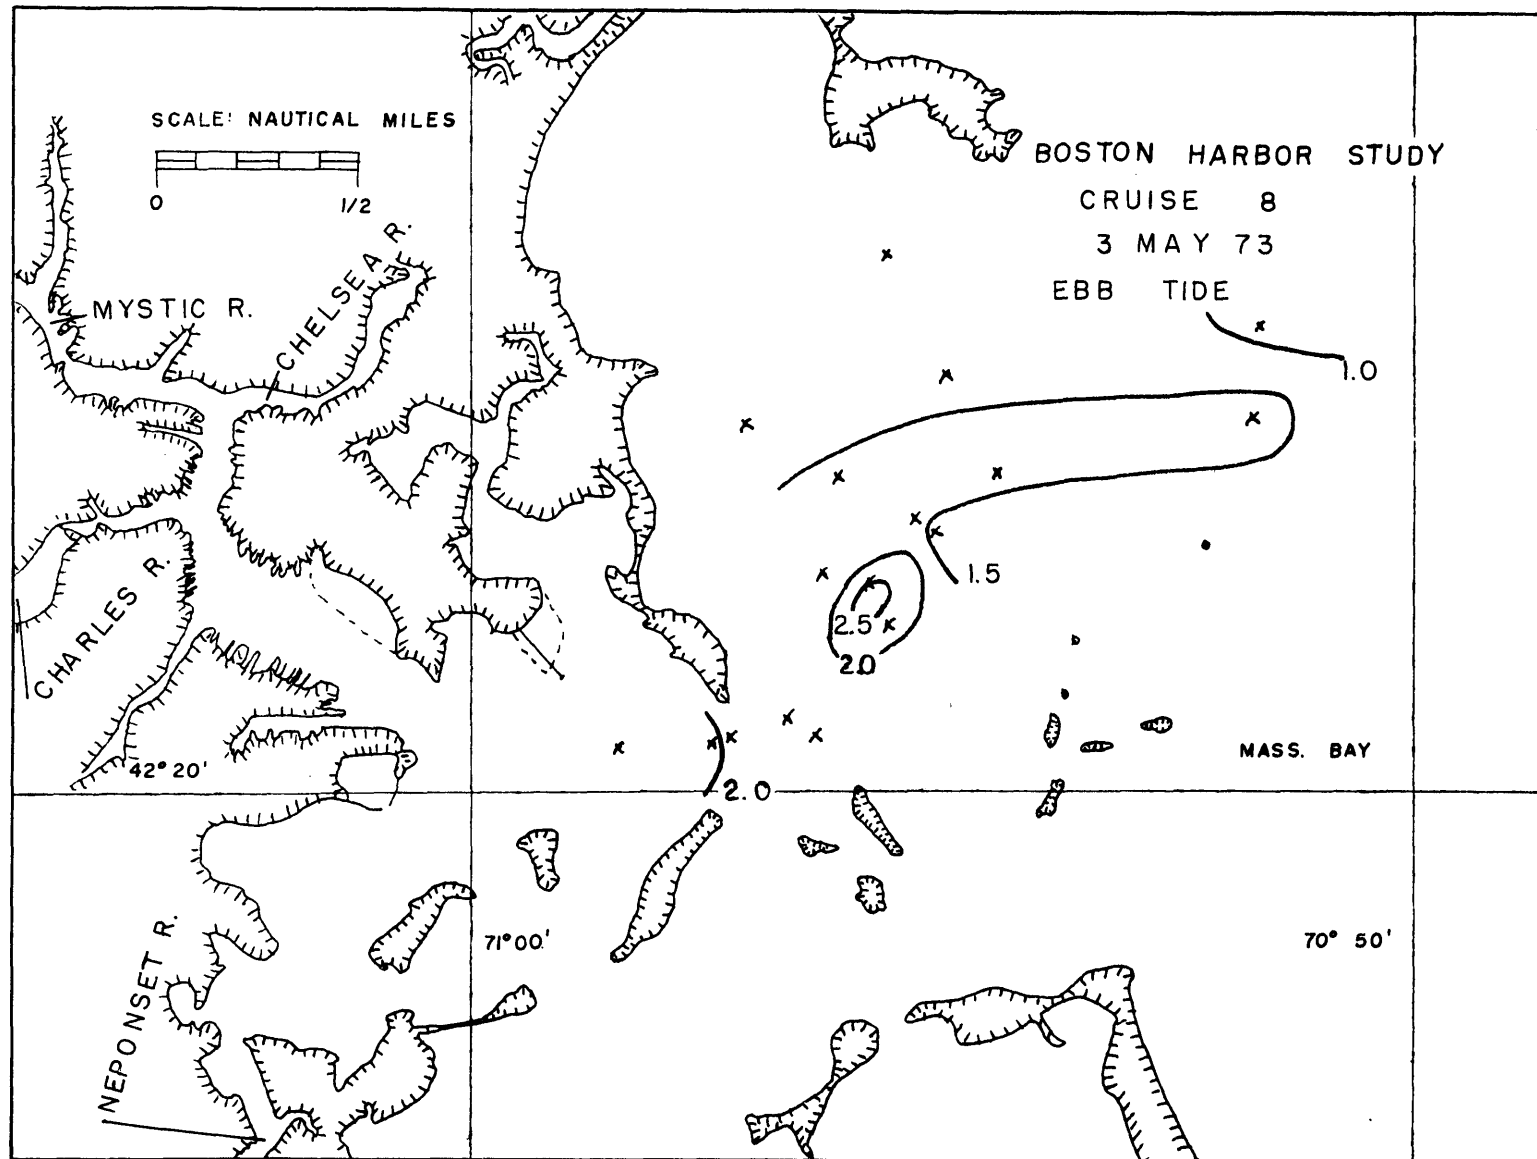 SCALE: NAUTICAL MILES
0 1/2
BOSTON HARBOR STUDY
CRUISE 8
3 MAY 73
EBB TIDE
MYSTIC R.
CHELSEA R.
1.0
1.5
2.5
2.0
CHARLES R.
MASS. BAY
42° 20'
2.0
71° 00'
70° 50'
NEPONSET R.